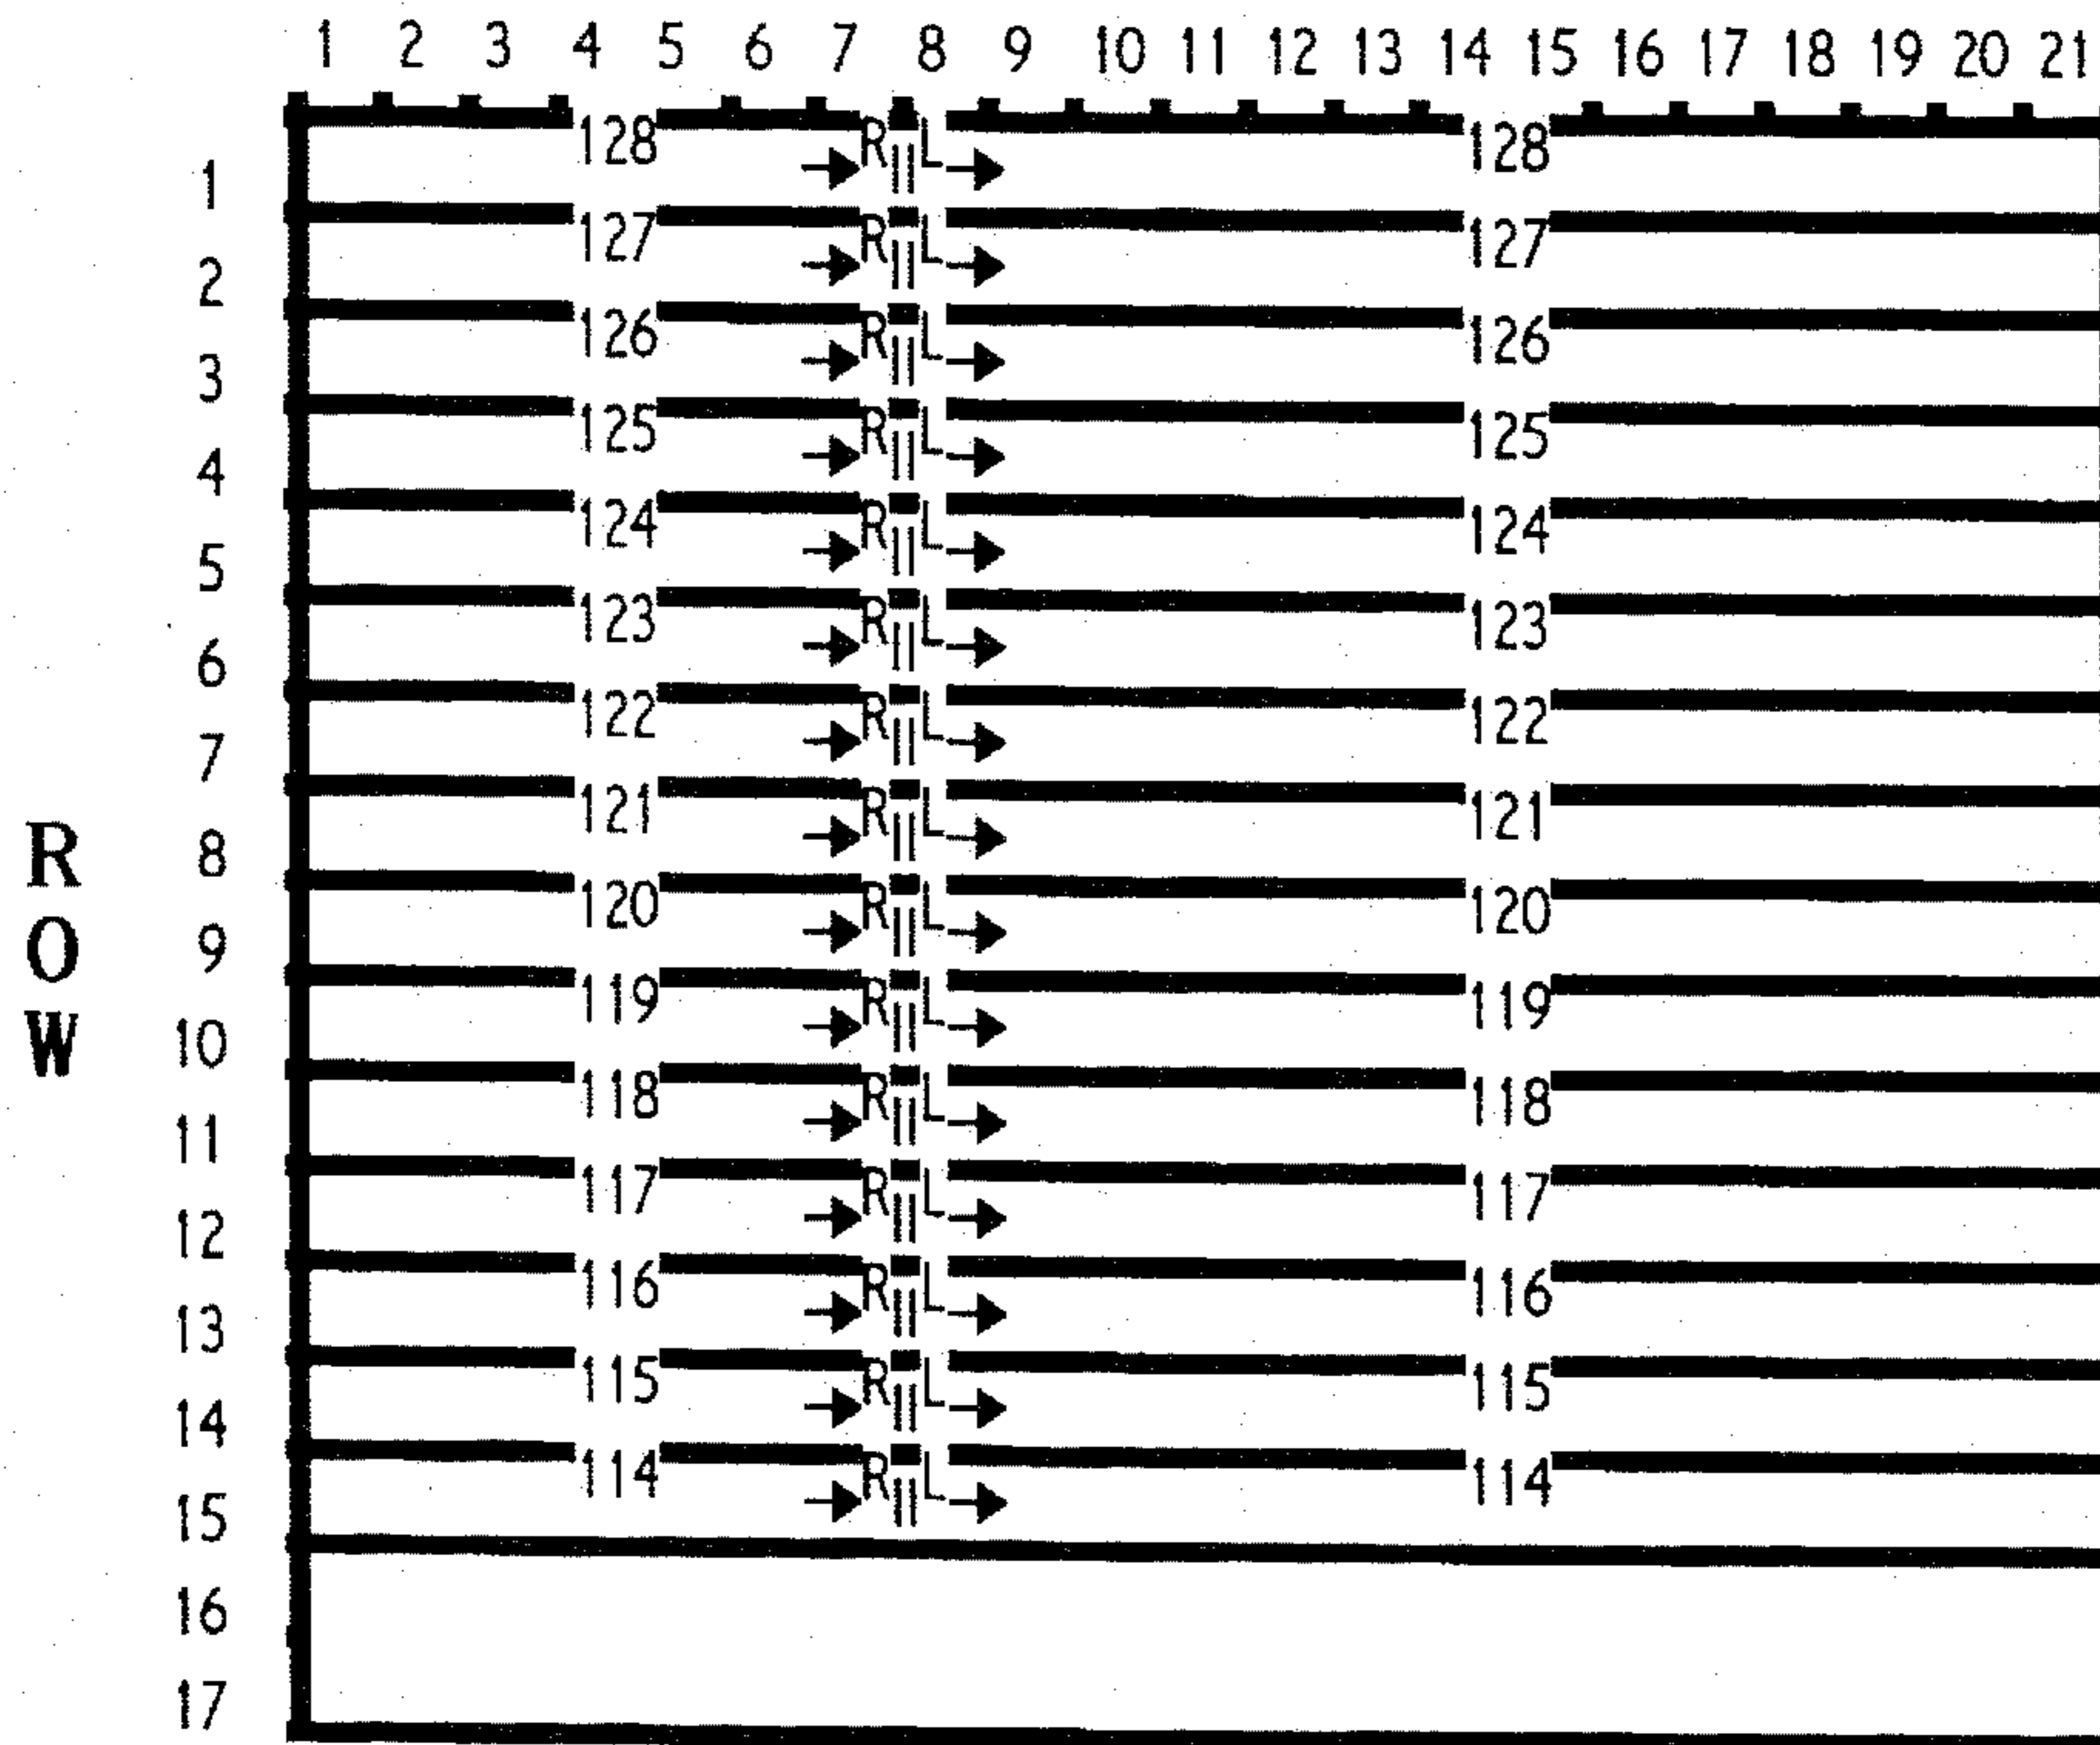 1 2 3 4 5 6 7 8 9 10 11 12 13 14 15 16 17 18 19 20 21
1 128 R L 128
2 127 R L 127
3 126 R L 126
4 125 R L 125
5 124 R L 124
6 123 R L 123
7 122 R L 122
8 121 R L 121
9 120 R L 120
10 119 R L 119
11 118 R L 118
12 117 R L 117
13 116 R L 116
14 115 R L 115
15 114 R L 114
16
17
ROW